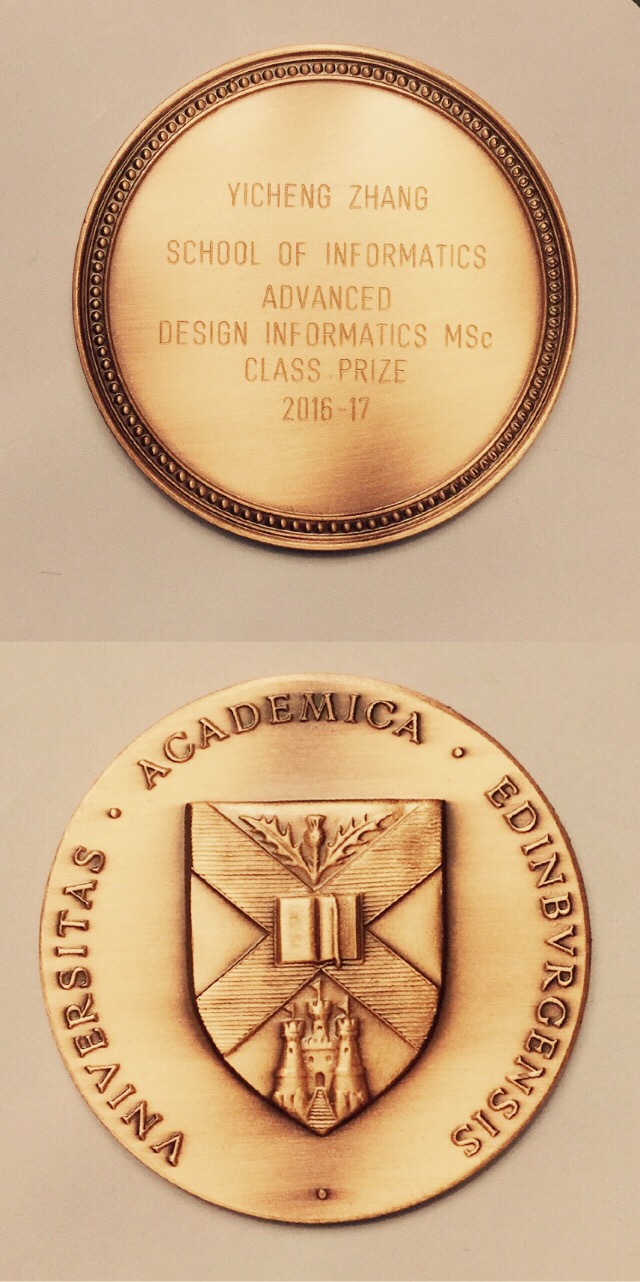 YICHENG ZHANG
SCHOOL OF INFORMATICS
ADVANCED
DESIGN INFORMATICS MSc
CLASS PRIZE
2016-17
VNIVERSITAS · ACADEMICA · EDINBVRGENSIS ·